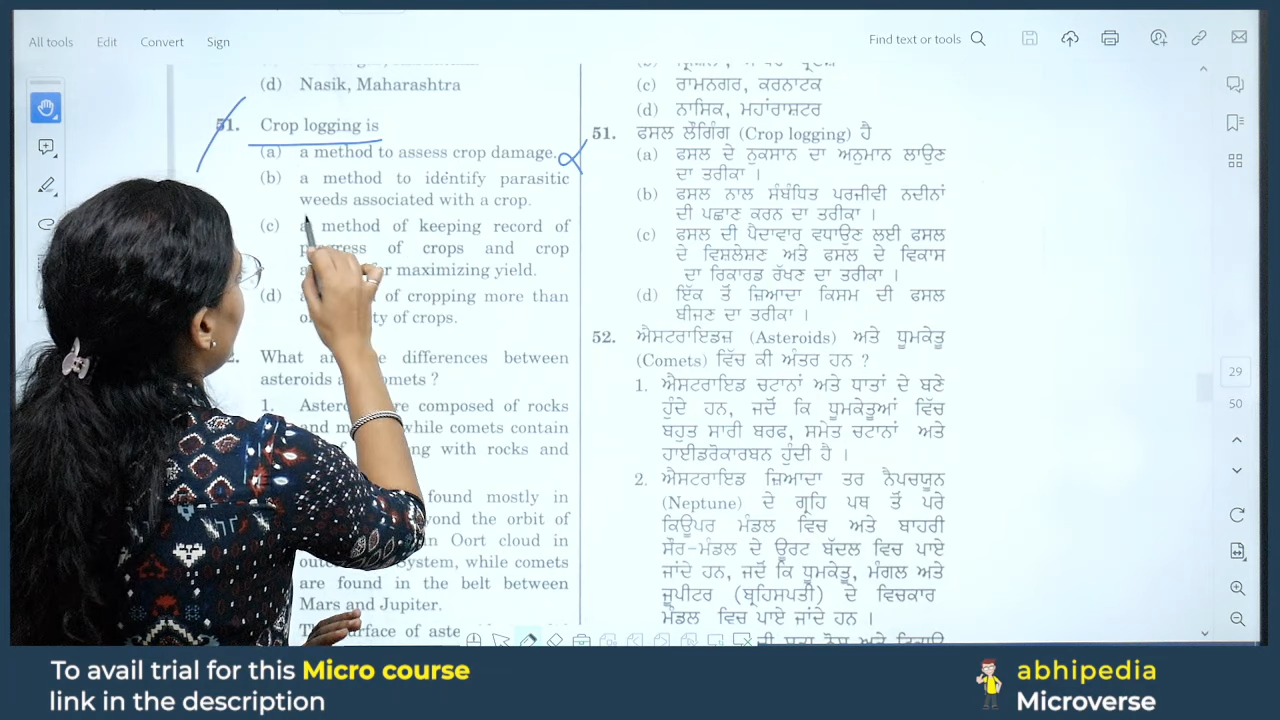 All tools Edit Convert Sign
Find text or tools
(d) Nasik, Maharashtra
51. Crop logging is
(a) a method to assess crop damage.
(b) a method to identify parasitic
weeds associated with a crop.
(c) a method of keeping record of
progress of crops and crop
for maximizing yield.
(d) of cropping more than
of crops.
What differences between
asteroids comets ?
1. are composed of rocks
and while comets contain
with rocks and
found mostly in
the orbit of
Oort cloud in
System, while comets
are found in the belt between
Mars and Jupiter.
surface of
(c) ਰਾਮਨਗਰ, ਕਰਨਾਟਕ
(d) ਨਾਸਿਕ, ਮਹਾਂਰਾਸ਼ਟਰ
51. ਫਸਲ ਲੌਗਿੰਗ (Crop logging) ਹੈ
(a) ਫਸਲ ਦੇ ਨੁਕਸਾਨ ਦਾ ਅਨੁਮਾਨ ਲਾਉਣ
ਦਾ ਤਰੀਕਾ ।
(b) ਫਸਲ ਨਾਲ ਸੰਬੰਧਿਤ ਪਰਜੀਵੀ ਨਦੀਨਾਂ
ਦੀ ਪਛਾਣ ਕਰਨ ਦਾ ਤਰੀਕਾ ।
(c) ਫਸਲ ਦੀ ਪੈਦਾਵਾਰ ਵਧਾਉਣ ਲਈ ਫਸਲ
ਦੇ ਵਿਸ਼ਲੇਸ਼ਣ ਅਤੇ ਫਸਲ ਦੇ ਵਿਕਾਸ
ਦਾ ਰਿਕਾਰਡ ਰੱਖਣ ਦਾ ਤਰੀਕਾ ।
(d) ਇੱਕ ਤੋਂ ਜ਼ਿਆਦਾ ਕਿਸਮ ਦੀ ਫਸਲ
ਬੀਜਣ ਦਾ ਤਰੀਕਾ ।
52. ਐਸਟਰਾਇਡਜ਼ (Asteroids) ਅਤੇ ਧੂਮਕੇਤੂ
(Comets) ਵਿੱਚ ਕੀ ਅੰਤਰ ਹਨ ?
1. ਐਸਟਰਾਇਡ ਚਟਾਨਾਂ ਅਤੇ ਧਾਤਾਂ ਦੇ ਬਣੇ
ਹੁੰਦੇ ਹਨ, ਜਦੋਂ ਕਿ ਧੂਮਕੇਤੂਆਂ ਵਿੱਚ
ਬਹੁਤ ਸਾਰੀ ਬਰਫ, ਸਮੇਤ ਚਟਾਨਾਂ ਅਤੇ
ਹਾਈਡਰੋਕਾਰਬਨ ਹੁੰਦੀ ਹੈ ।
2. ਐਸਟਰਾਇਡ ਜ਼ਿਆਦਾ ਤਰ ਨੈਪਚਯੂਨ
(Neptune) ਦੇ ਗ੍ਰਹਿ ਪਥ ਤੋਂ ਪਰੇ
ਕਿਊਪਰ ਮੰਡਲ ਵਿਚ ਅਤੇ ਬਾਹਰੀ
ਸੌਰ-ਮੰਡਲ ਦੇ ਊਰਟ ਬੱਦਲ ਵਿਚ ਪਾਏ
ਜਾਂਦੇ ਹਨ, ਜਦੋਂ ਕਿ ਧੂਮਕੇਤੂ, ਮੰਗਲ ਅਤੇ
ਜੂਪੀਟਰ (ਬ੍ਰਹਿਸਪਤੀ) ਦੇ ਵਿਚਕਾਰ
ਮੰਡਲ ਵਿਚ ਪਾਏ ਜਾਂਦੇ ਹਨ ।
29
50
To avail trial for this Micro course
link in the description
abhipedia
Microverse